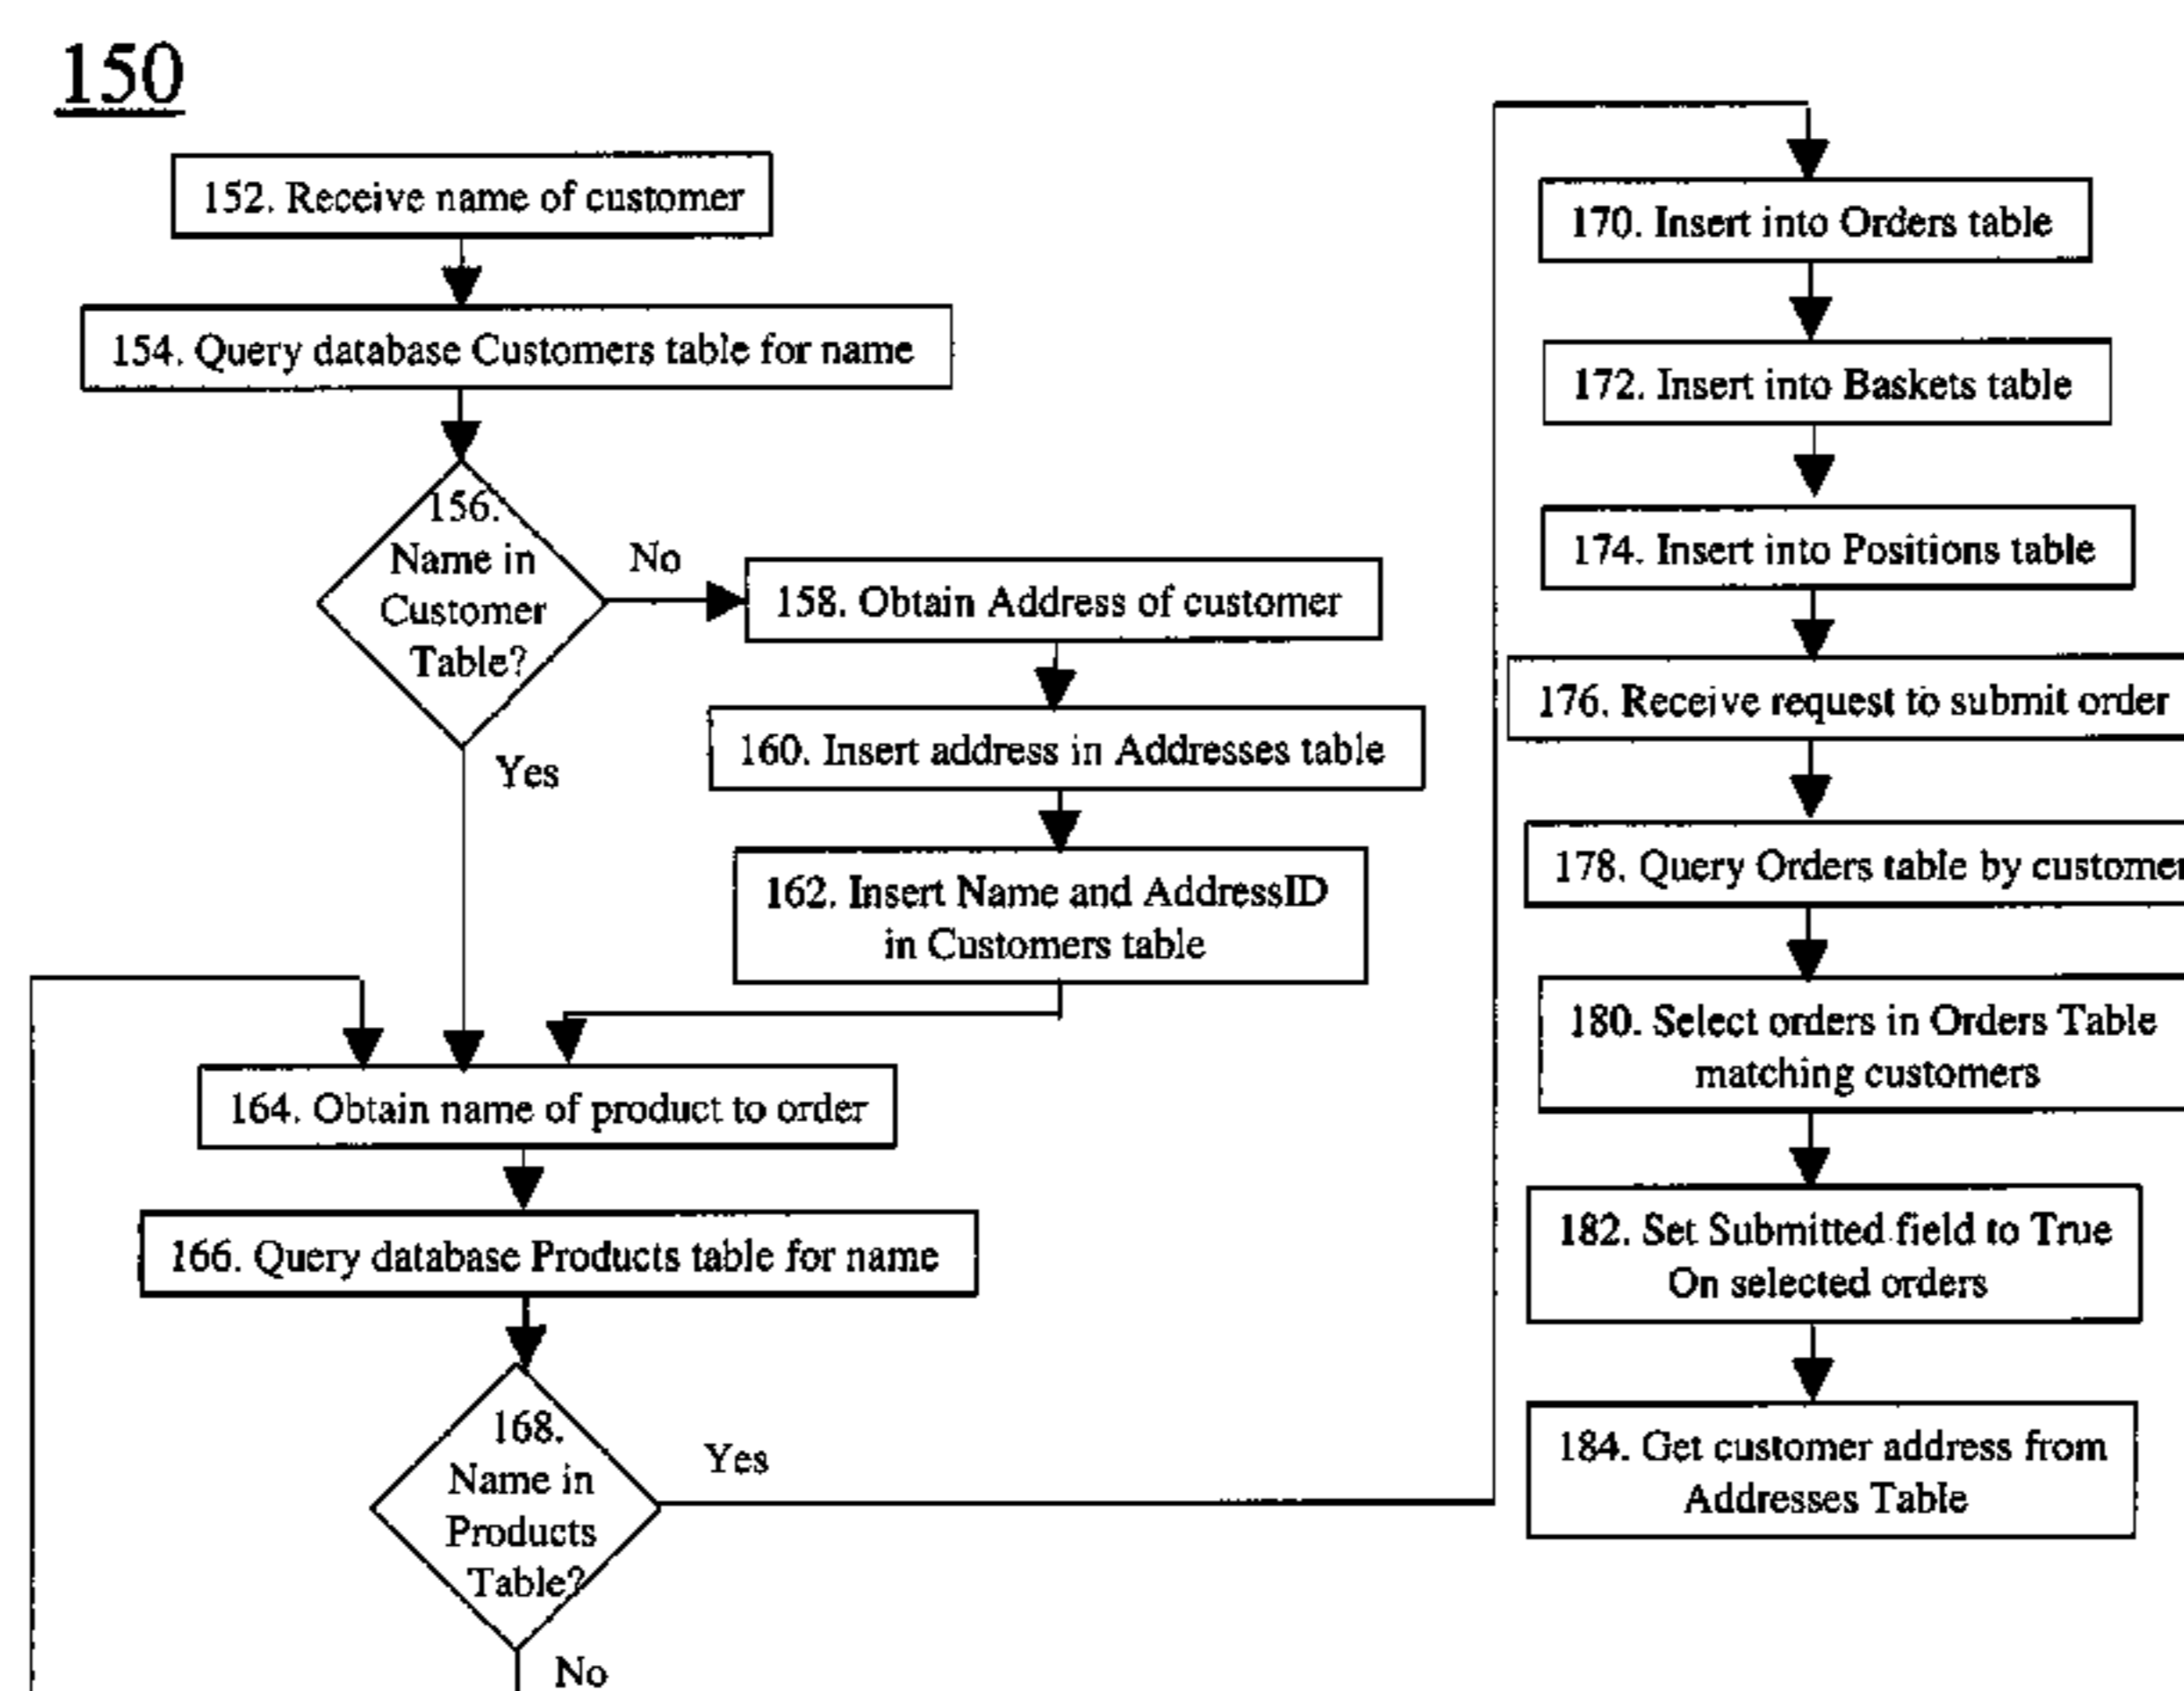 150
152. Receive name of customer
154. Query database Customers table for name
156.
Name in
Customer
Table?
No
158. Obtain Address of customer
160. Insert address in Addresses table
Yes
162. Insert Name and AddressID
in Customers table
164. Obtain name of product to order
166. Query database Products table for name
168.
Name in
Products
Table?
Yes
No
170. Insert into Orders table
172. Insert into Baskets table
174. Insert into Positions table
176. Receive request to submit order
178. Query Orders table by customer
180. Select orders in Orders Table
matching customers
182. Set Submitted field to True
On selected orders
184. Get customer address from
Addresses Table